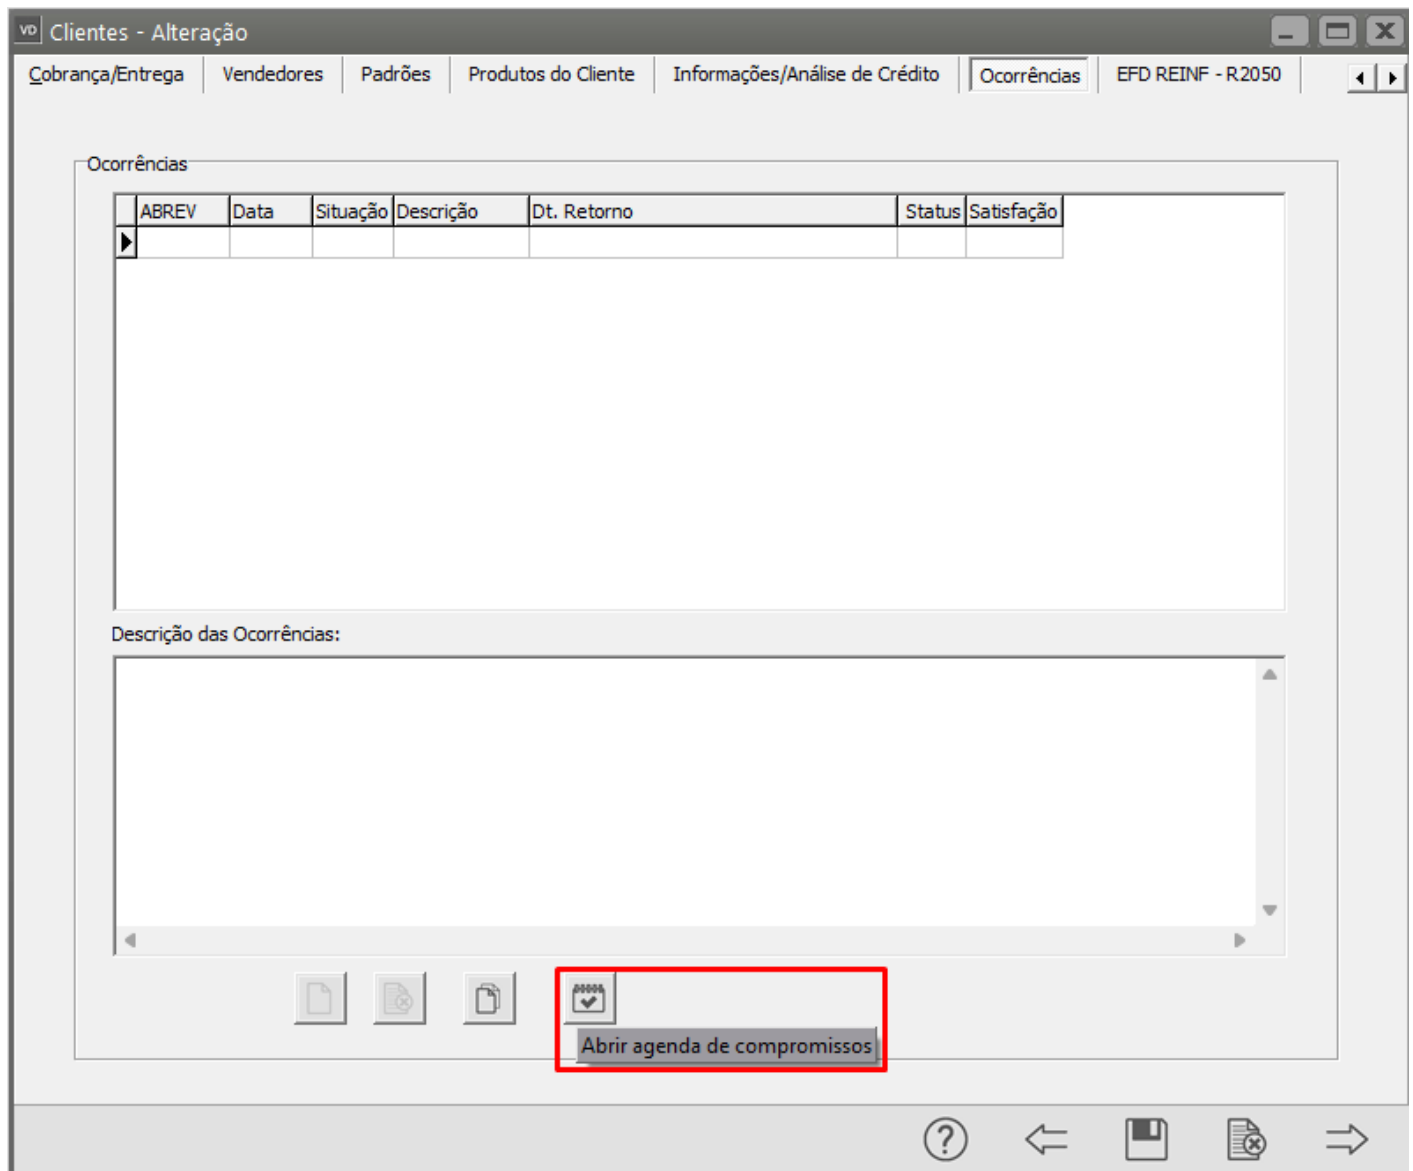 VD Clientes - Alteração
Cobrança/Entrega Vendedores Padrões Produtos do Cliente Informações/Análise de Crédito Ocorrências EFD REINF - R2050
Ocorrências
ABREV Data Situação Descrição Dt. Retorno Status Satisfação
Descrição das Ocorrências:
Abrir agenda de compromissos
?